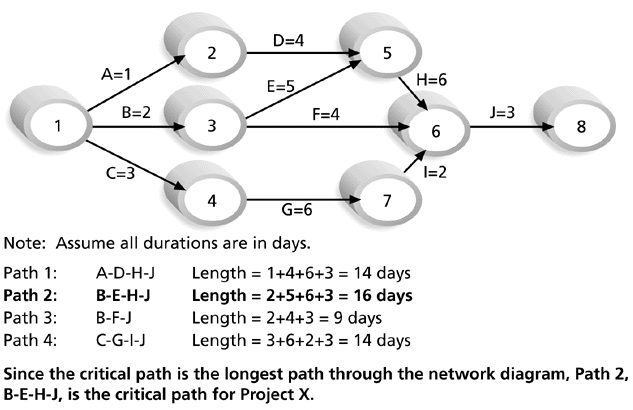 D=4
2
5
A=1
E=5
H=6
1
B=2
3
F=4
6
J=3
8
C=3
I=2
4
G=6
7
Note: Assume all durations are in days.
Path 1: A-D-H-J Length = 1+4+6+3 = 14 days
Path 2: B-E-H-J Length = 2+5+6+3 = 16 days
Path 3: B-F-J Length = 2+4+3 = 9 days
Path 4: C-G-I-J Length = 3+6+2+3 = 14 days
Since the critical path is the longest path through the network diagram, Path 2,
B-E-H-J, is the critical path for Project X.